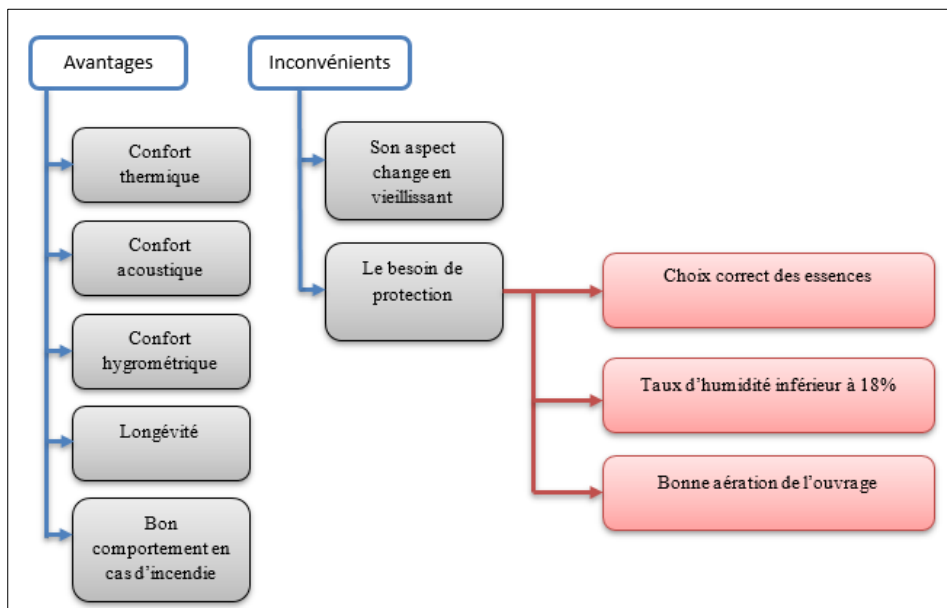 Avantages
Confort
thermique
Confort
acoustique
Confort
hygrométrique
Longévité
Bon
comportement en
cas d'incendie
Inconvénients
Son aspect
change en
vieillissant
Le besoin de
protection
Choix correct des essences
Taux d'humidité inférieur à 18%
Bonne aération de l'ouvrage